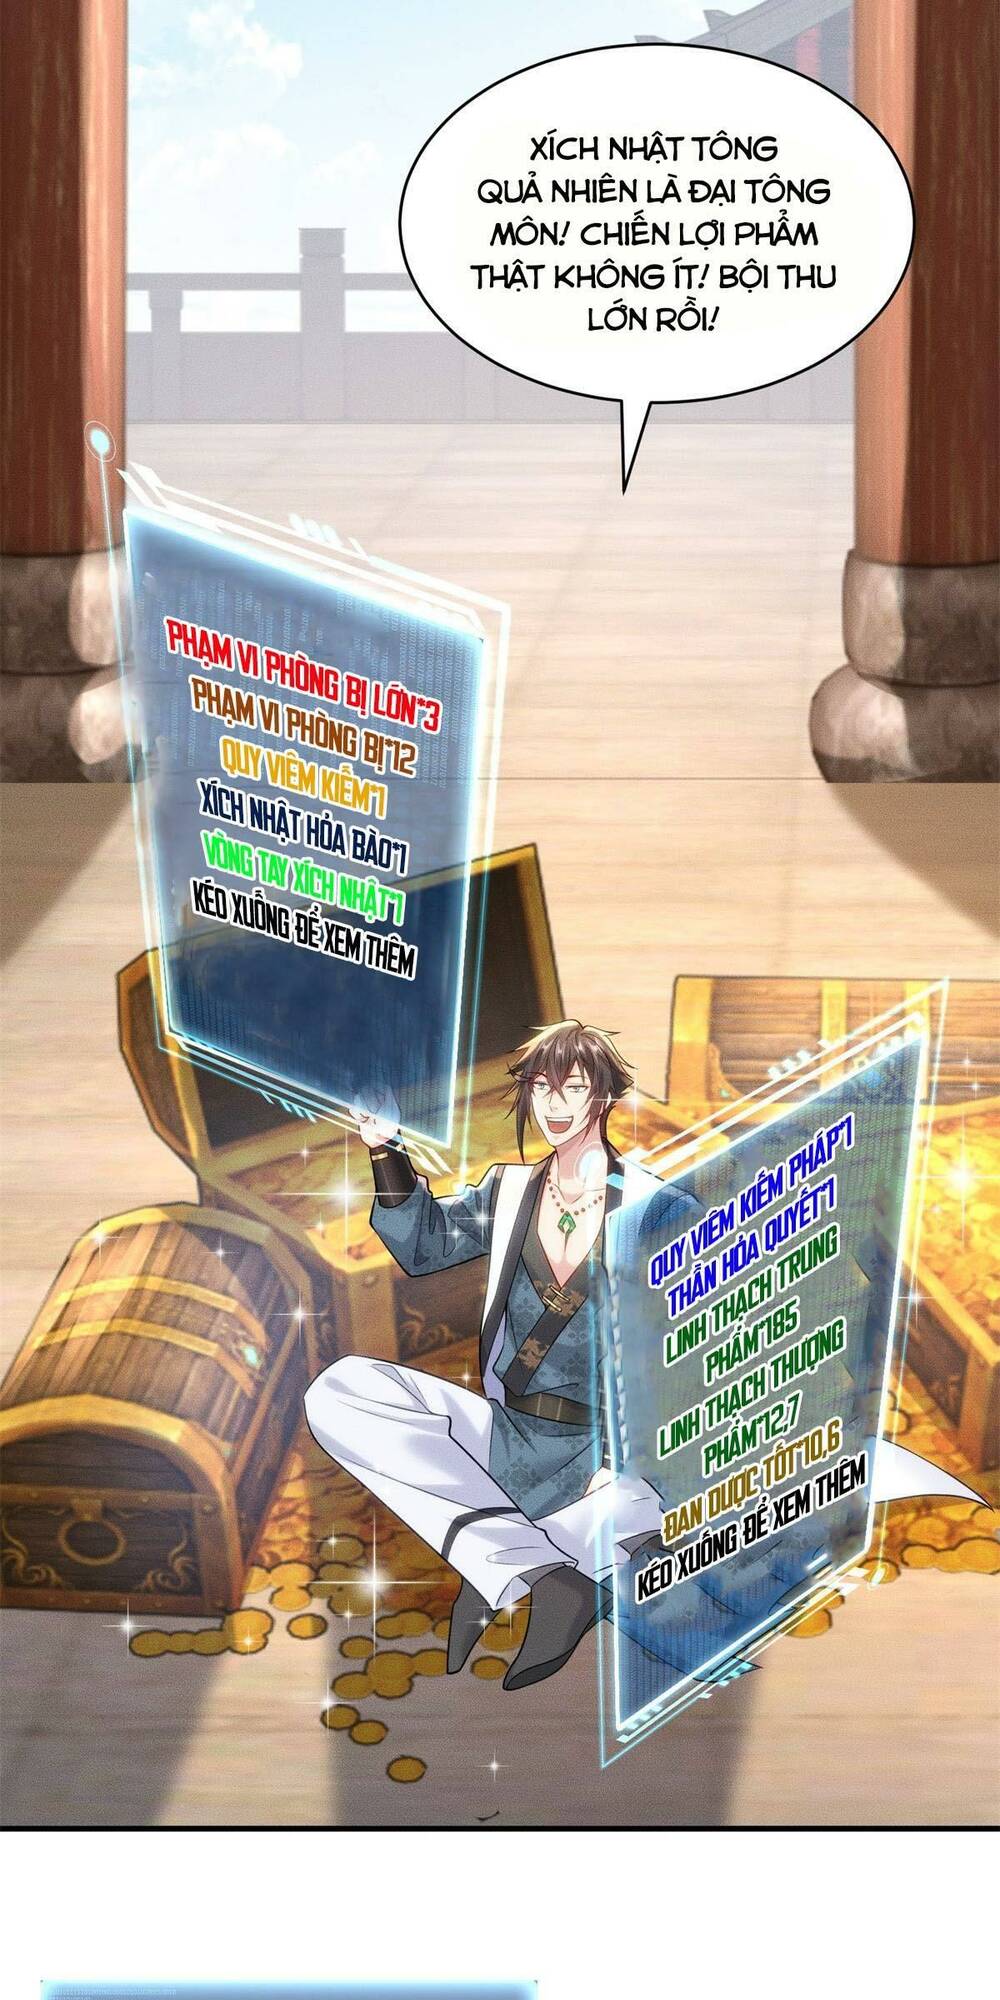 XÍCH NHẬT TÔNG
QUẢ NHIÊN LÀ ĐẠI TÔNG
MÔN! CHIẾN LỢI PHẨM
THẬT KHÔNG ÍT! BỘI THU
LỚN RỒI!
PHẠM VI PHÒNG BỊ LỚN*3
PHẠM VI PHÒNG BỊ*12
QUY VIÊM KIẾM*1
XÍCH NHẬT HỎA BÀO*1
VÒNG TAY XÍCH NHẬT*1
KÉO XUỐNG ĐỂ XEM THÊM
QUY VIÊM KIẾM PHÁP*1
THẦN HỎA QUYẾT*1
LINH THẠCH TRUNG
PHẨM*185
LINH THẠCH THƯỢNG
PHẨM*12,7
ĐAN DƯỢC TỐT*10,6
KÉO XUỐNG ĐỂ XEM THÊM